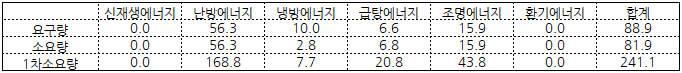 신재생에너지 난방에너지 냉방에너지 급탕에너지 조명에너지 환기에너지 합계
요구량 0.0 56.3 10.0 6.6 15.9 0.0 88.9
소요량 0.0 56.3 2.8 6.8 15.9 0.0 81.9
1차소요량 0.0 168.8 7.7 20.8 43.8 0.0 241.1